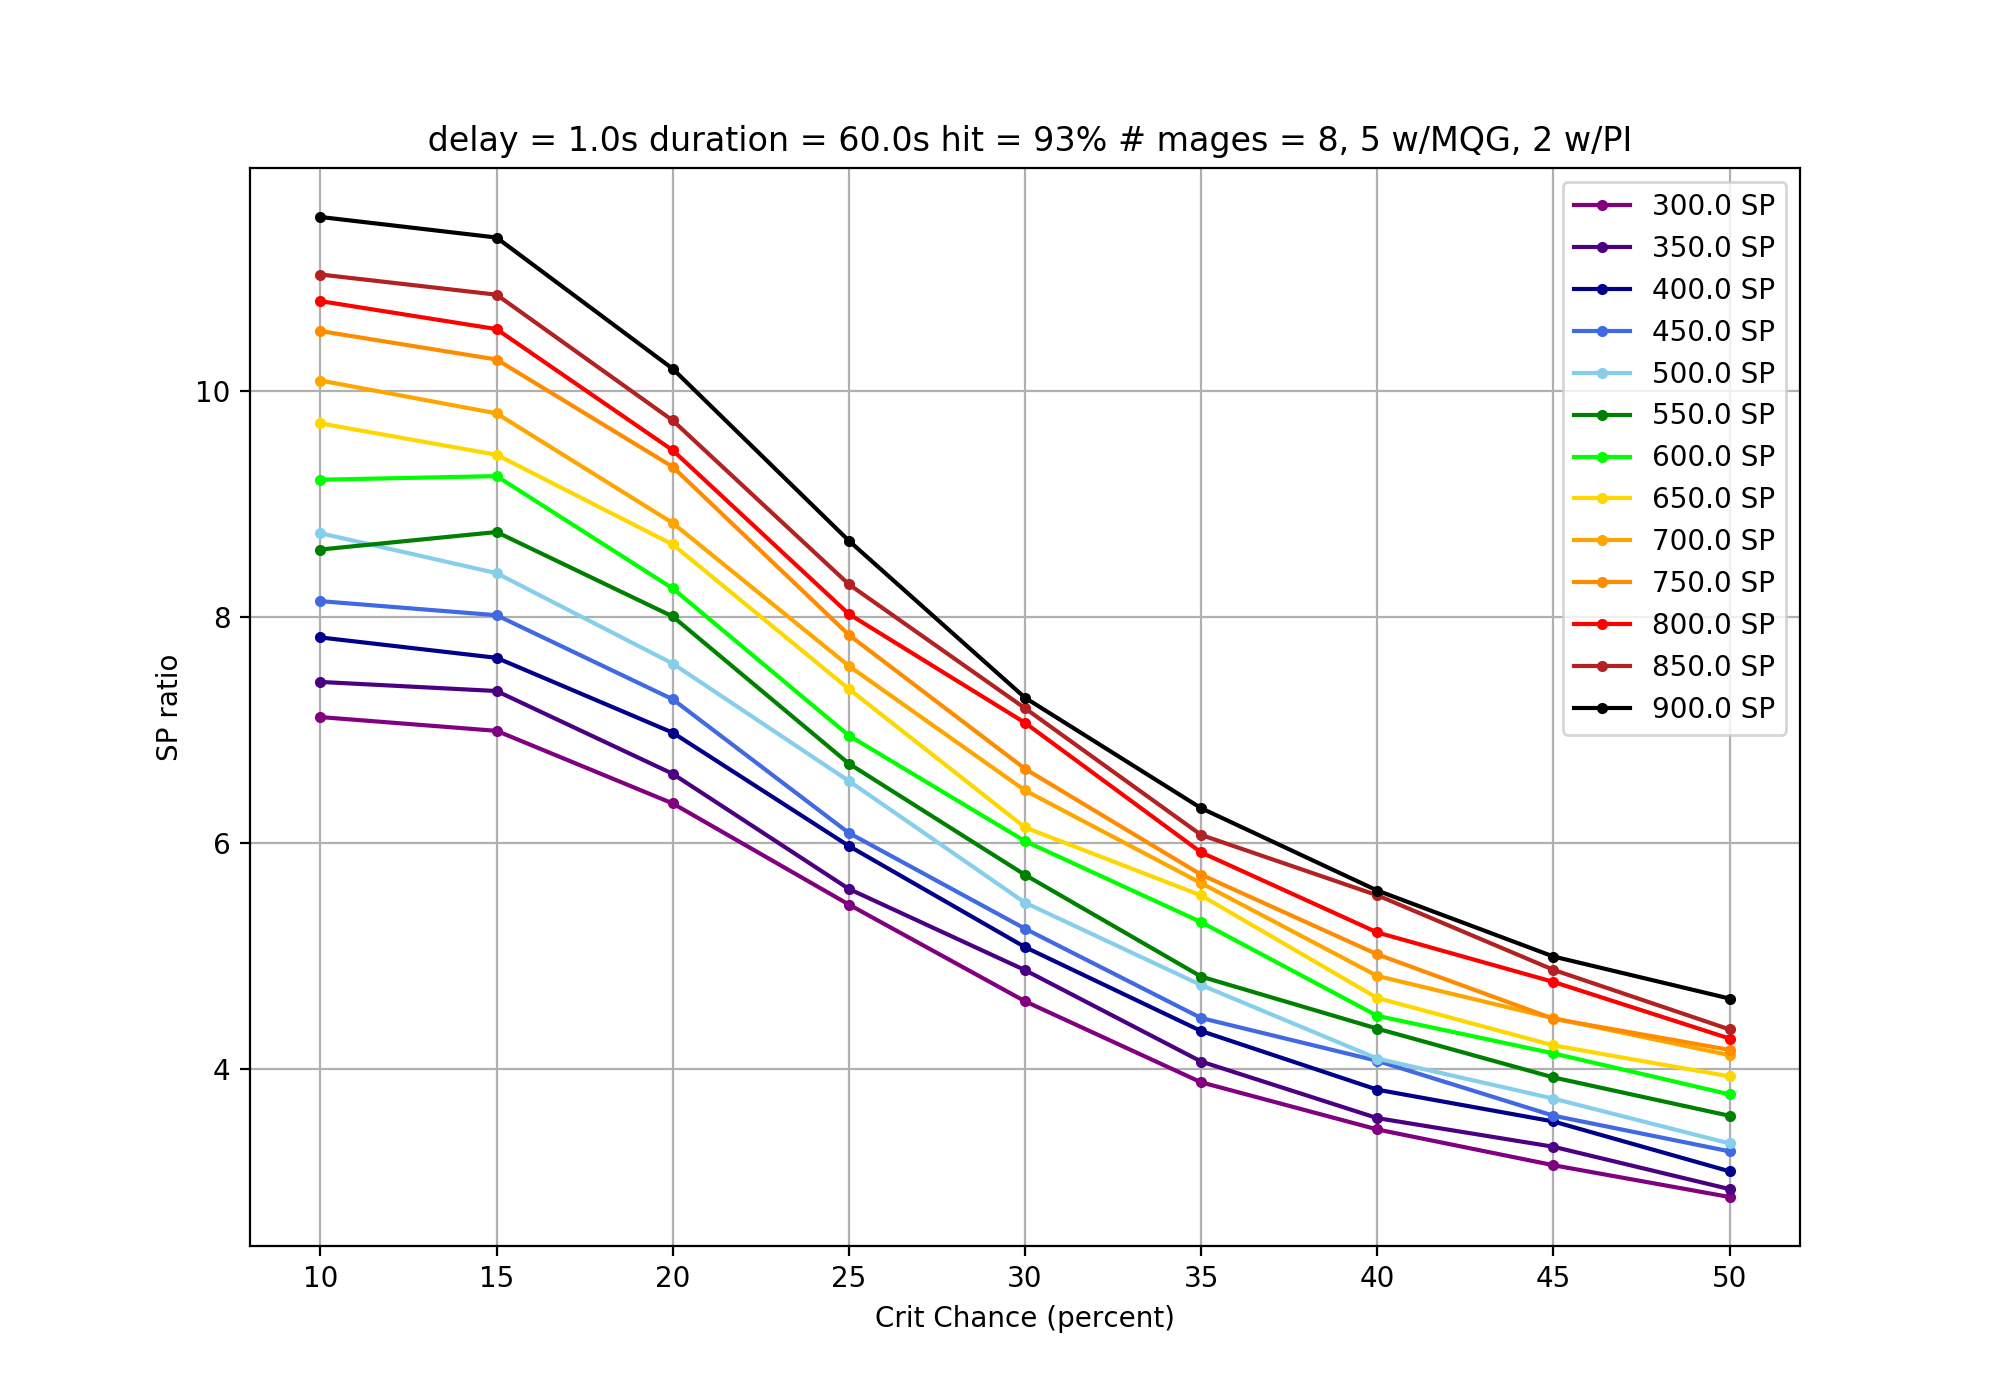 delay = 1.0s duration = 60.0s hit = 93% # mages = 8, 5 w/MQG, 2 w/PI
300.0 SP
350.0 SP
400.0 SP
450.0 SP
500.0 SP
550.0 SP
600.0 SP
650.0 SP
700.0 SP
750.0 SP
800.0 SP
850.0 SP
900.0 SP
10
8
6
4
SP ratio
10 15 20 25 30 35 40 45 50
Crit Chance (percent)